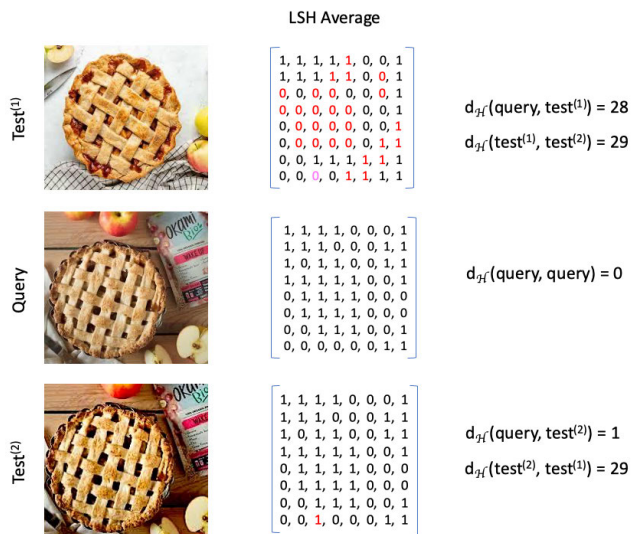 LSH Average
Test(1)
1, 1, 1, 1, 1, 0, 0, 1
1, 1, 1, 1, 1, 0, 0, 1
0, 0, 0, 0, 0, 0, 0, 1
0, 0, 0, 0, 0, 0, 0, 1
0, 0, 0, 0, 0, 0, 0, 1
0, 0, 0, 0, 0, 0, 1, 1
0, 0, 1, 1, 1, 1, 1, 1
0, 0, 0, 0, 1, 1, 1, 1
dℋ(query, test(1)) = 28
dℋ(test(1), test(2)) = 29
Query
OKAMI
Bio
1, 1, 1, 1, 0, 0, 0, 1
1, 1, 1, 0, 0, 0, 1, 1
1, 0, 1, 1, 0, 0, 1, 1
1, 1, 1, 1, 1, 0, 0, 1
0, 1, 1, 1, 1, 0, 0, 0
0, 1, 1, 1, 1, 0, 0, 0
0, 0, 1, 1, 1, 0, 0, 1
0, 0, 0, 0, 0, 0, 1, 1
dℋ(query, query) = 0
Test(2)
OKAMI
Bio
1, 1, 1, 1, 0, 0, 0, 1
1, 1, 1, 0, 0, 0, 1, 1
1, 0, 1, 1, 0, 0, 1, 1
1, 1, 1, 1, 1, 0, 0, 1
0, 1, 1, 1, 1, 0, 0, 0
0, 1, 1, 1, 1, 0, 0, 0
0, 0, 1, 1, 1, 0, 0, 1
0, 0, 1, 0, 0, 0, 1, 1
dℋ(query, test(2)) = 1
dℋ(test(2), test(1)) = 29